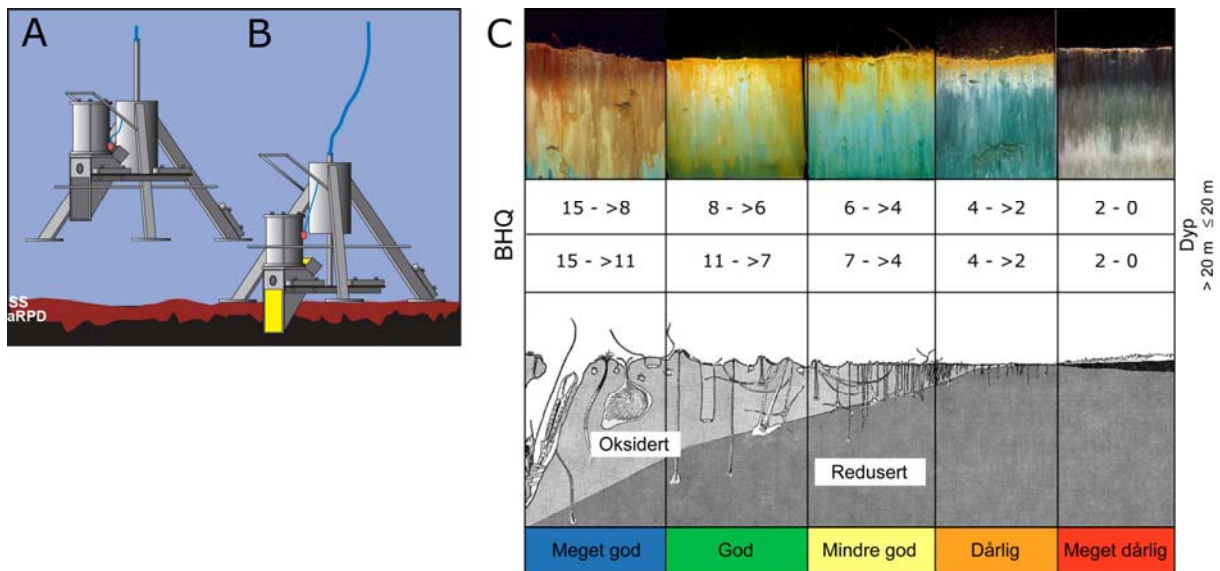 A
B
SS
aRPD
C
BHQ
15 - >8
8 - >6
6 - >4
4 - >2
2 - 0
15 - >11
11 - >7
7 - >4
4 - >2
2 - 0
Dyp
≤ 20 m
> 20 m
Oksidert
Redusert
Meget god
God
Mindre god
Dårlig
Meget dårlig